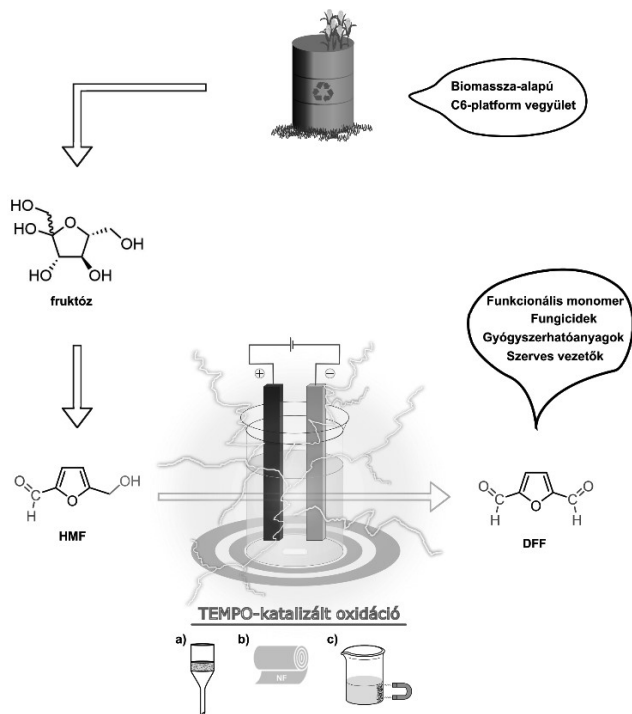 Biomassza-alapú
C6-platform vegyület
HO
O
OH
HO
HO
OH
fruktóz
Funkcionális monomer
Fungicidek
Gyógyszerhatóanyagok
Szerves vezetők
+
−
O
H
O
OH
HMF
O
H
O
O
H
DFF
TEMPO-katalizált oxidáció
a)
b)
c)
NF